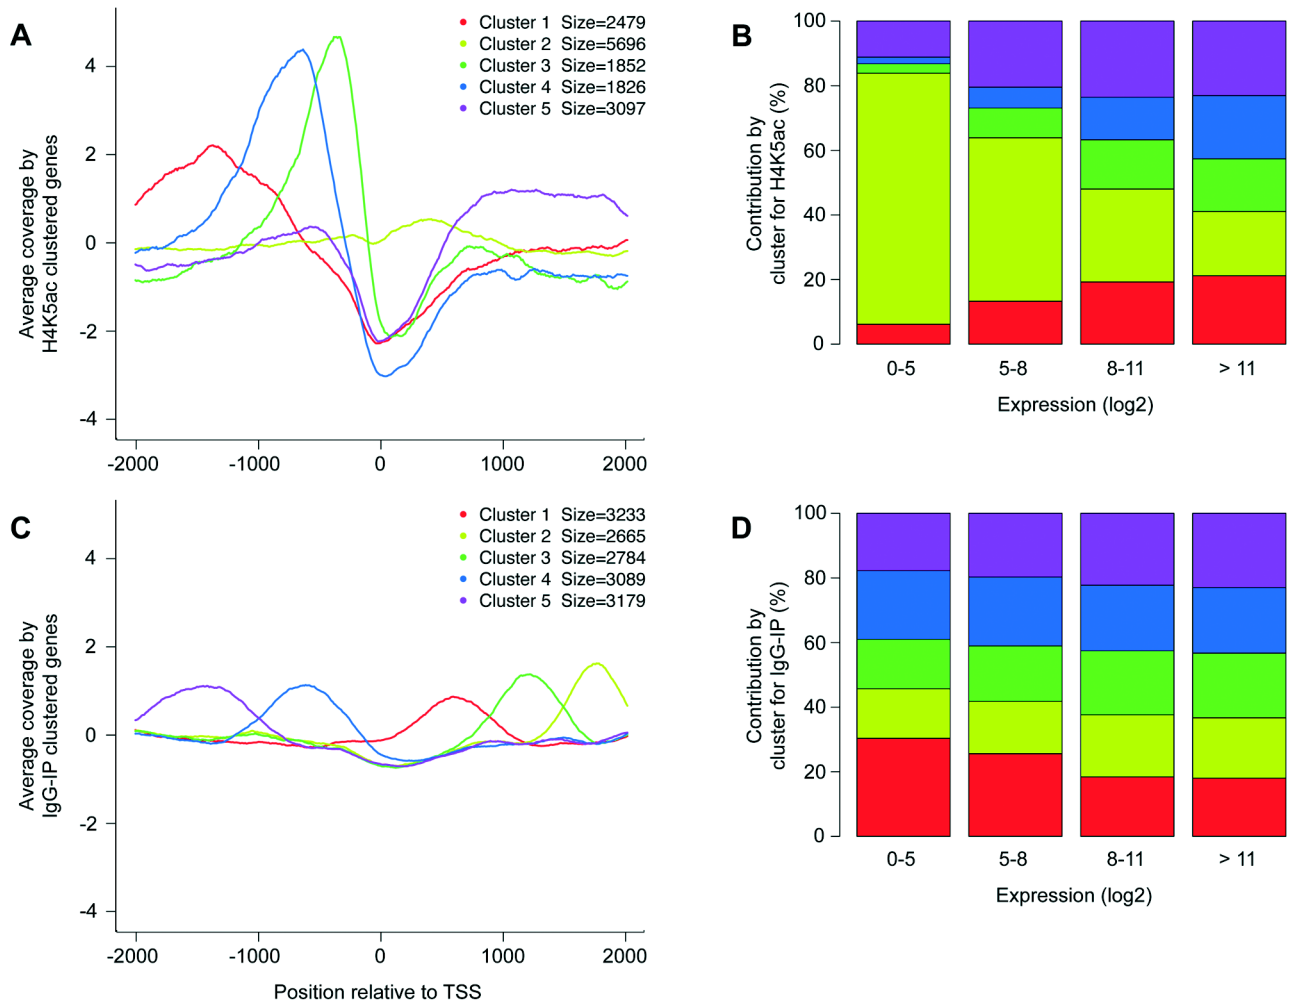 A
Average coverage by
H4K5ac clustered genes
4
2
0
-2
-4
-2000
-1000
0
1000
2000
Cluster 1 Size=2479
Cluster 2 Size=5696
Cluster 3 Size=1852
Cluster 4 Size=1826
Cluster 5 Size=3097
B
Contribution by
cluster for H4K5ac (%)
100
80
60
40
20
0
0-5
5-8
8-11
> 11
Expression (log2)
C
Average coverage by
IgG-IP clustered genes
4
2
0
-2
-4
-2000
-1000
0
1000
2000
Position relative to TSS
Cluster 1 Size=3233
Cluster 2 Size=2665
Cluster 3 Size=2784
Cluster 4 Size=3089
Cluster 5 Size=3179
D
Contribution by
cluster for IgG-IP (%)
100
80
60
40
20
0
0-5
5-8
8-11
> 11
Expression (log2)